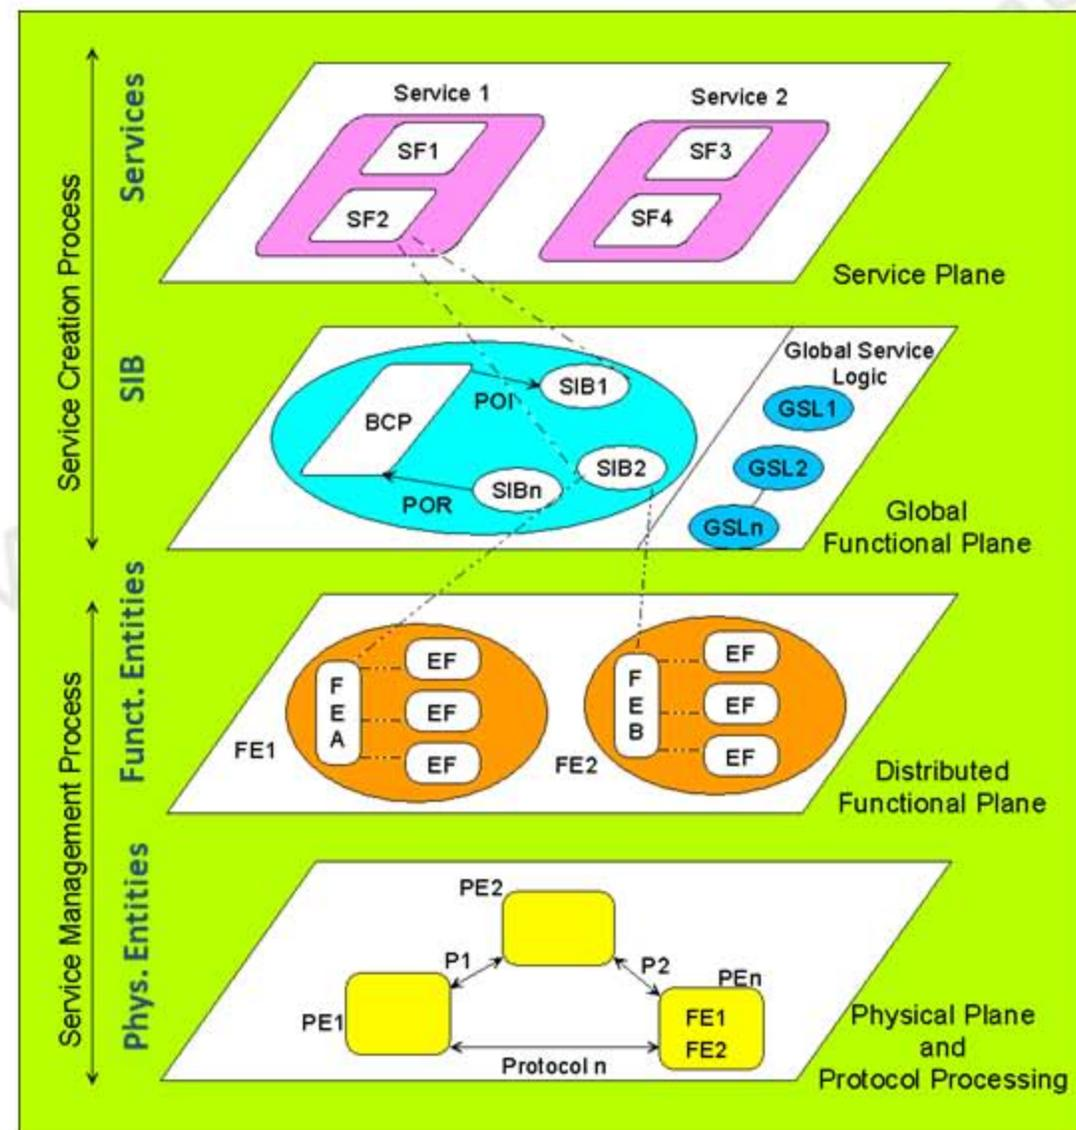 Service Creation Process
Services
Service 1
Service 2
SF1
SF2
SF3
SF4
Service Plane
SIB
BCP
POI
SIB1
SIB2
SIBn
POR
Global Service
Logic
GSL1
GSL2
GSLn
Global
Functional Plane
Service Management Process
Funct. Entities
FE1
F
E
A
EF
EF
EF
FE2
F
E
B
EF
EF
EF
Distributed
Functional Plane
Phys. Entities
PE2
P1
P2
PE1
PEn
FE1
FE2
Protocol n
Physical Plane
and
Protocol Processing